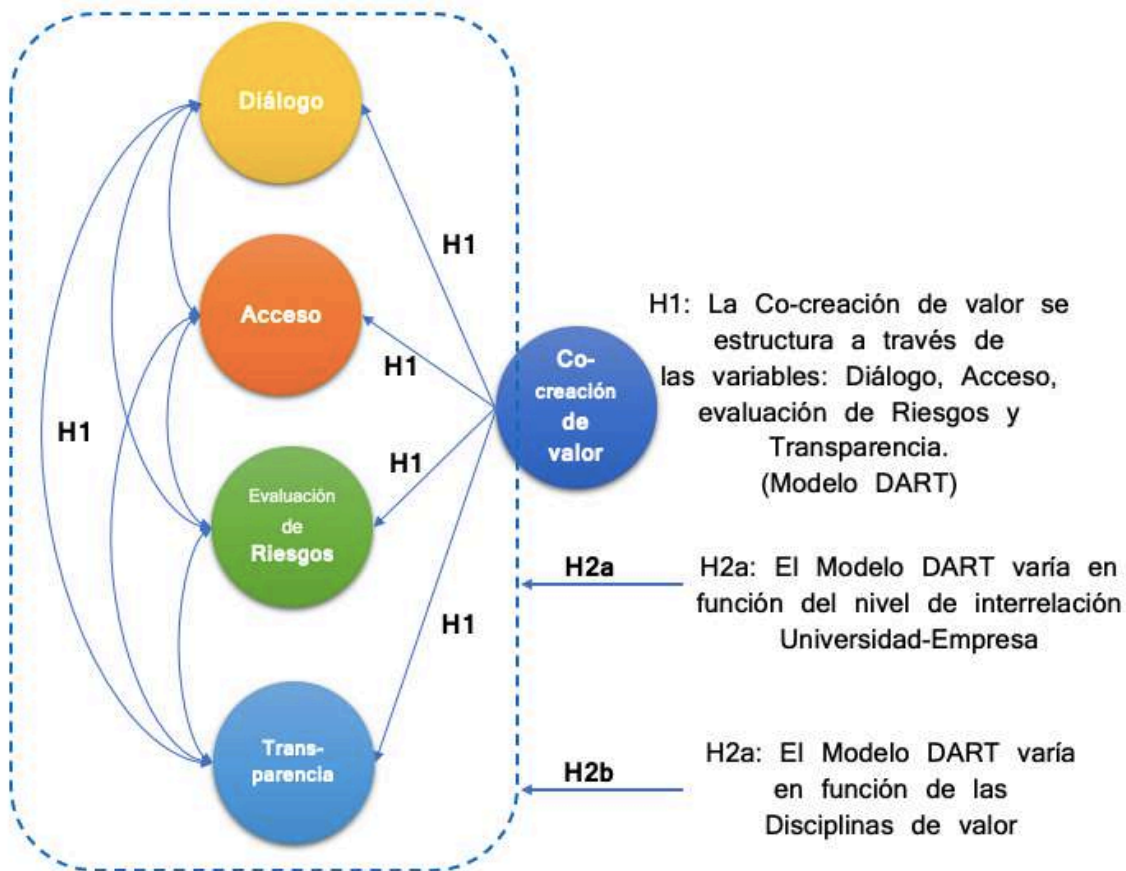 Diálogo
H1
Acceso
H1
H1
Evaluación
de
Riesgos
H1
H1
Trans-
parencia
Co-
creación
de
valor
H1: La Co-creación de valor se
estructura a través de
las variables: Diálogo, Acceso,
evaluación de Riesgos y
Transparencia.
(Modelo DART)
H2a
H2a: El Modelo DART varía en
función del nivel de interrelación
Universidad-Empresa
H2b
H2a: El Modelo DART varía
en función de las
Disciplinas de valor